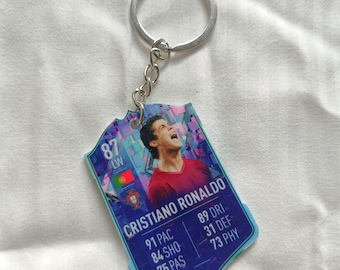 87
LW
CRISTIANO RONALDO
91 PAC 89 DRI
84 SHO 31 DEF
75 PAS 73 PHY